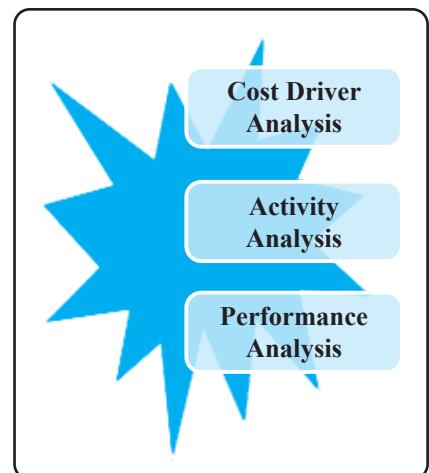 Cost Driver
Analysis
Activity
Analysis
Performance
Analysis